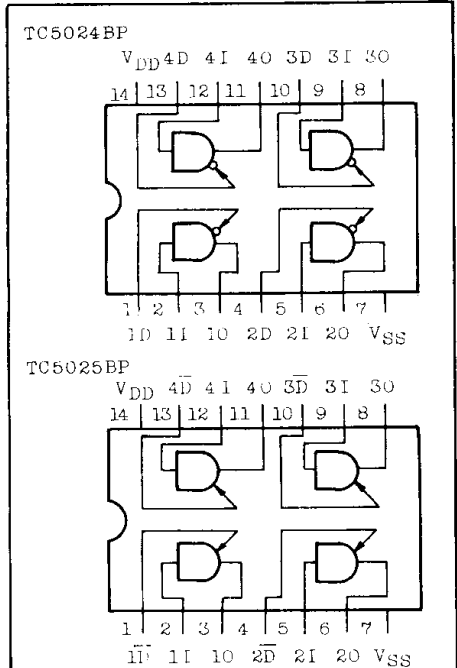 TC5024BP
VDD 4D 4I 4O 3D 3I 3O
14 13 12 11 10 9 8
1 2 3 4 5 6 7
1D 1I 1O 2D 2I 2O VSS
TC5025BP
VDD 4D̅ 4I 4O 3D̅ 3I 3O
14 13 12 11 10 9 8
1 2 3 4 5 6 7
1D̅ 1I 1O 2D̅ 2I 2O VSS